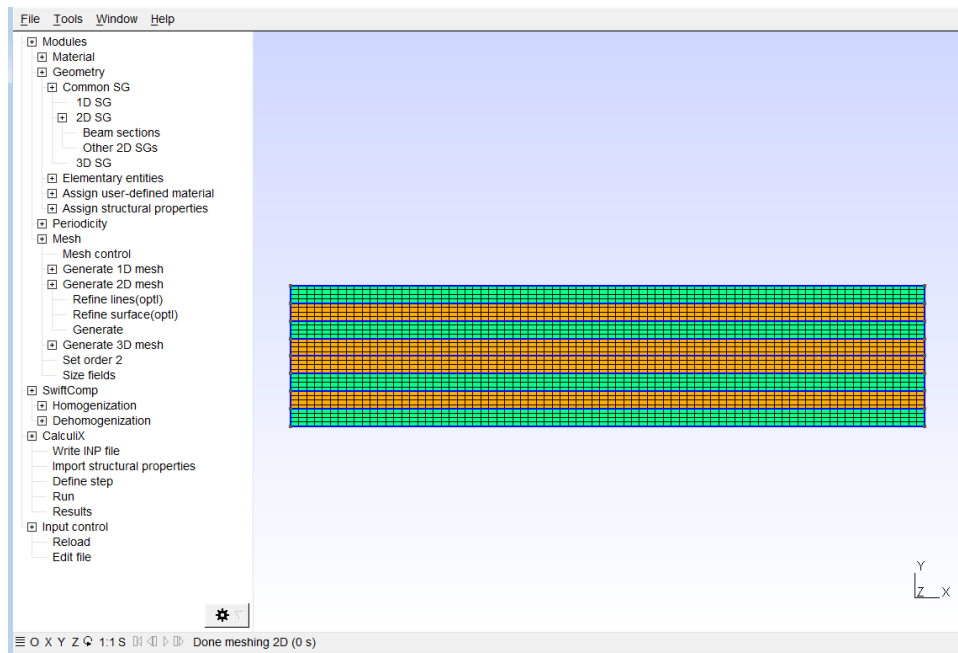 File Tools Window Help
Modules
Material
Geometry
Common SG
1D SG
2D SG
Beam sections
Other 2D SGs
3D SG
Elementary entities
Assign user-defined material
Assign structural properties
Periodicity
Mesh
Mesh control
Generate 1D mesh
Generate 2D mesh
Refine lines(optl)
Refine surface(optl)
Generate
Generate 3D mesh
Set order 2
Size fields
SwiftComp
Homogenization
Dehomogenization
CalculiX
Write INP file
Import structural properties
Define step
Run
Results
Input control
Reload
Edit file
Y
Z X
O X Y Z 1:1 S Done meshing 2D (0 s)